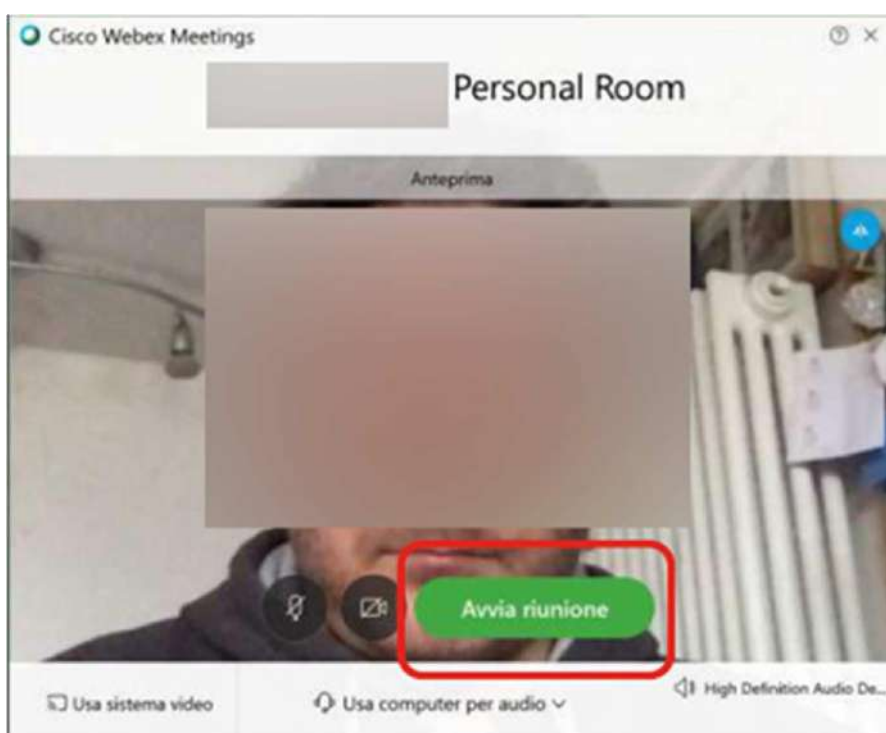 Cisco Webex Meetings
Personal Room
Anteprima
Avvia riunione
Usa sistema video
Usa computer per audio
High Definition Audio De...